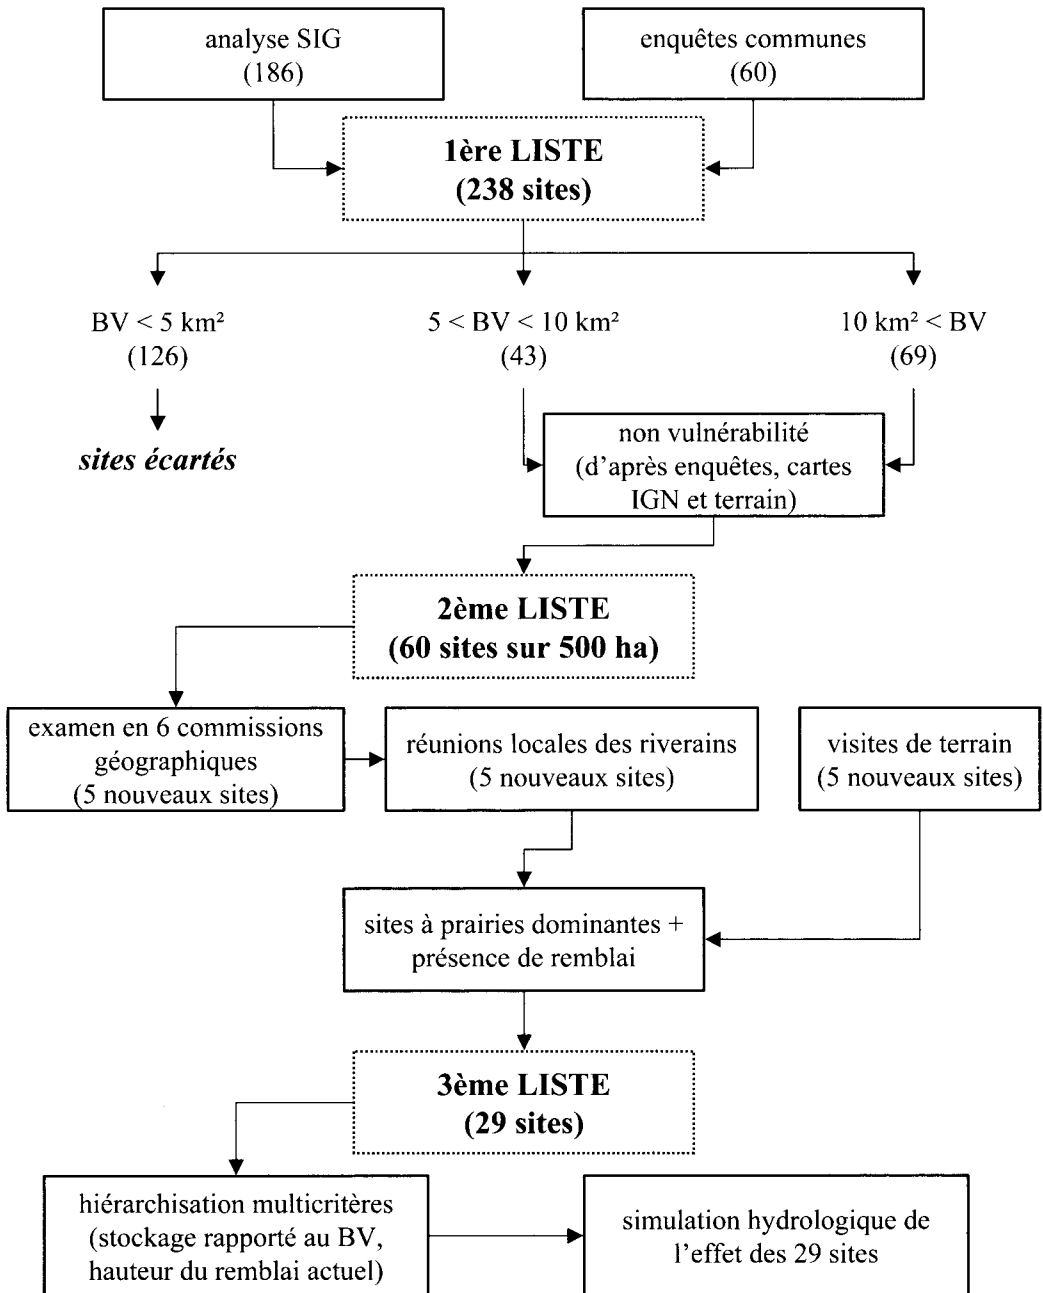 analyse SIG
(186)
enquêtes communes
(60)
1ère LISTE
(238 sites)
BV < 5 km²
(126)
5 < BV < 10 km²
(43)
10 km² < BV
(69)
sites écartés
non vulnérabilité
(d'après enquêtes, cartes
IGN et terrain)
2ème LISTE
(60 sites sur 500 ha)
examen en 6 commissions
géographiques
(5 nouveaux sites)
réunions locales des riverains
(5 nouveaux sites)
visites de terrain
(5 nouveaux sites)
sites à prairies dominantes +
présence de remblai
3ème LISTE
(29 sites)
hiérarchisation multicritères
(stockage rapporté au BV,
hauteur du remblai actuel)
simulation hydrologique de
l'effet des 29 sites